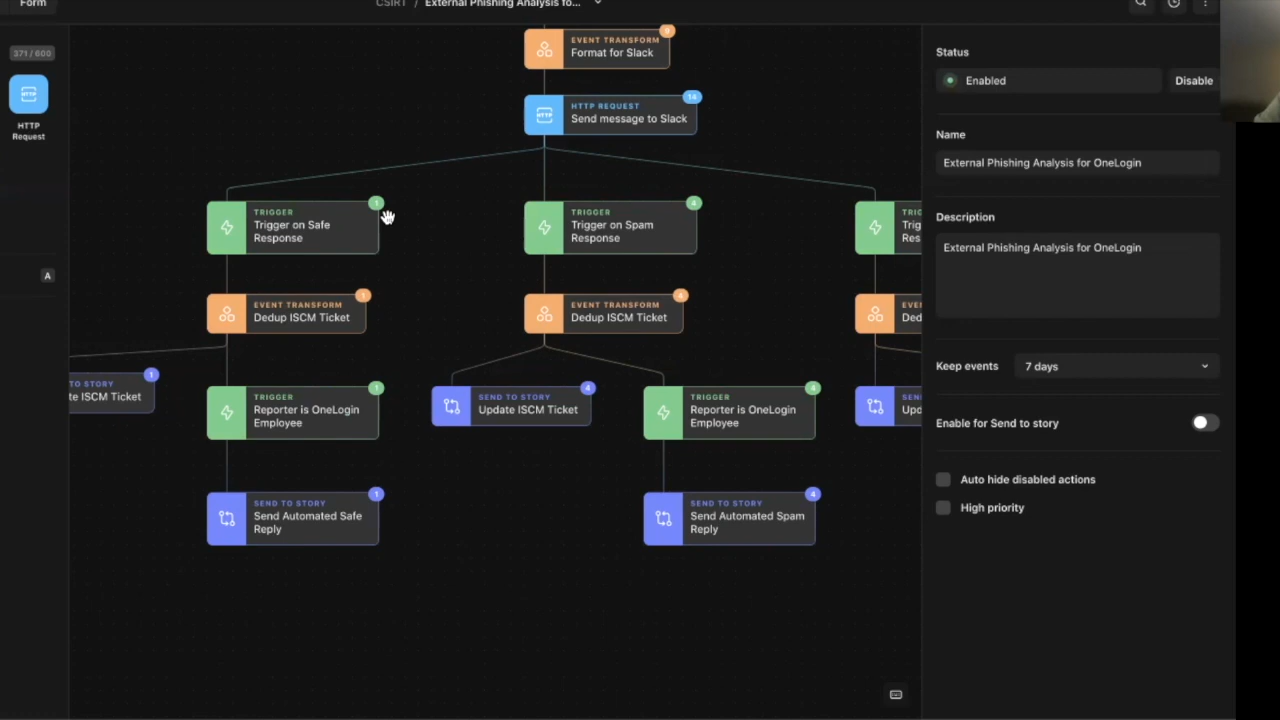 Form
CSIRT / External Phishing Analysis fo...
371 / 600
HTTP
Request
A
EVENT TRANSFORM
Format for Slack
HTTP
HTTP REQUEST
14
Send message to Slack
TRIGGER
1
Trigger on Safe
Response
TRIGGER
4
Trigger on Spam
Response
TRIG
EVENT TRANSFORM
1
Dedup ISCM Ticket
EVENT TRANSFORM
4
Dedup ISCM Ticket
EVE
Ded
TO STORY
1
te ISCM Ticket
TRIGGER
1
Reporter is OneLogin
Employee
SEND TO STORY
4
Update ISCM Ticket
TRIGGER
4
Reporter is OneLogin
Employee
SEN
Upd
SEND TO STORY
1
Send Automated Safe
Reply
SEND TO STORY
4
Send Automated Spam
Reply
Status
Enabled
Disable
Name
External Phishing Analysis for OneLogin
Description
External Phishing Analysis for OneLogin
Keep events
7 days
Enable for Send to story
Auto hide disabled actions
High priority